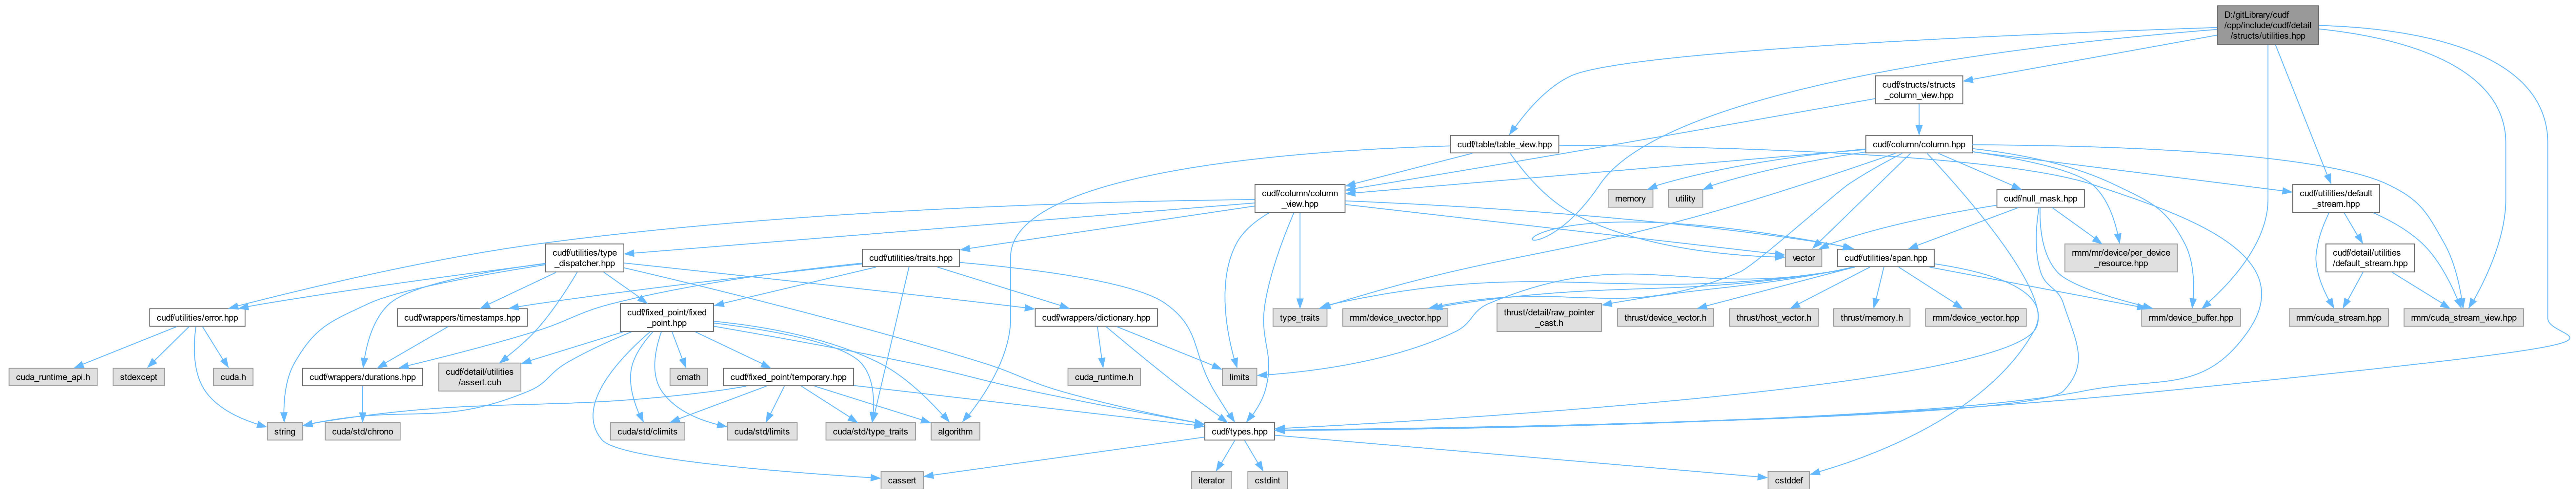 D:/gitLibrary/cudf
/cpp/include/cudf/detail
/structs/utilities.hpp
cudf/structs/structs
_column_view.hpp
cudf/table/table_view.hpp
cudf/column/column.hpp
cudf/column/column
_view.hpp
memory
utility
cudf/null_mask.hpp
cudf/utilities/default
_stream.hpp
cudf/utilities/type
_dispatcher.hpp
cudf/utilities/traits.hpp
vector
cudf/utilities/span.hpp
rmm/mr/device/per_device
_resource.hpp
cudf/detail/utilities
/default_stream.hpp
cudf/utilities/error.hpp
cudf/wrappers/timestamps.hpp
cudf/fixed_point/fixed
_point.hpp
cudf/wrappers/dictionary.hpp
type_traits
rmm/device_uvector.hpp
thrust/detail/raw_pointer
_cast.h
thrust/device_vector.h
thrust/host_vector.h
thrust/memory.h
rmm/device_vector.hpp
rmm/device_buffer.hpp
rmm/cuda_stream.hpp
rmm/cuda_stream_view.hpp
cuda_runtime_api.h
stdexcept
cuda.h
cudf/wrappers/durations.hpp
cudf/detail/utilities
/assert.cuh
cmath
cudf/fixed_point/temporary.hpp
cuda_runtime.h
limits
string
cuda/std/chrono
cuda/std/climits
cuda/std/limits
cuda/std/type_traits
algorithm
cudf/types.hpp
cassert
iterator
cstdint
cstddef